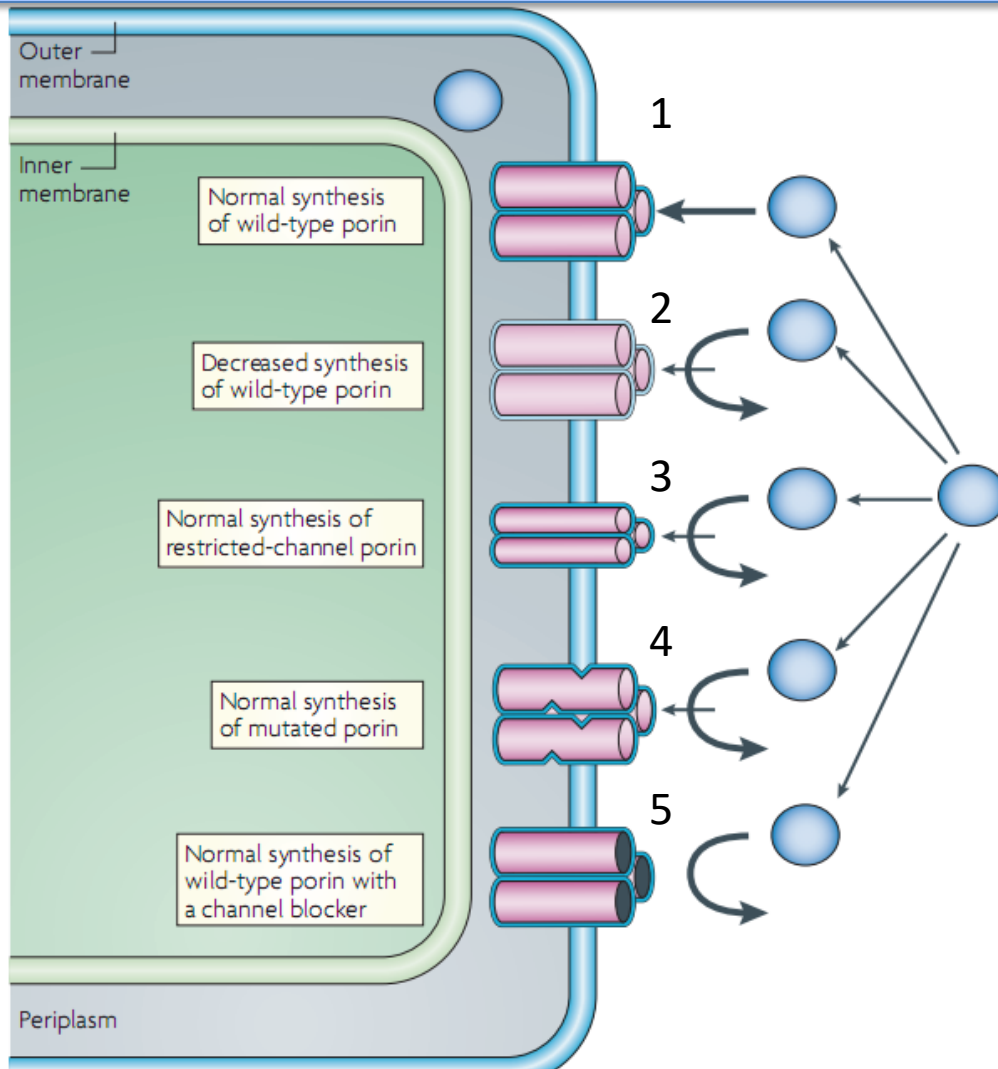 Outer
membrane
1
Inner
membrane
Normal synthesis
of wild-type porin
2
Decreased synthesis
of wild-type porin
3
Normal synthesis of
restricted-channel porin
4
Normal synthesis
of mutated porin
5
Normal synthesis of
wild-type porin with
a channel blocker
Periplasm